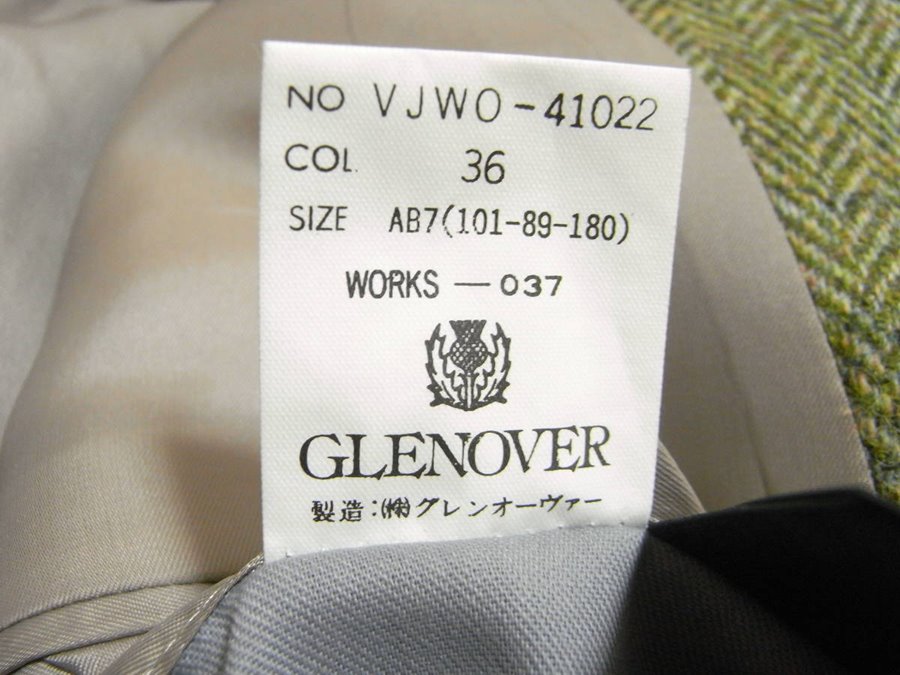 NO VJWO-41022
COL. 36
SIZE AB7(101-89-180)
WORKS — 037
GLENOVER
製造:㈱グレンオーヴァー